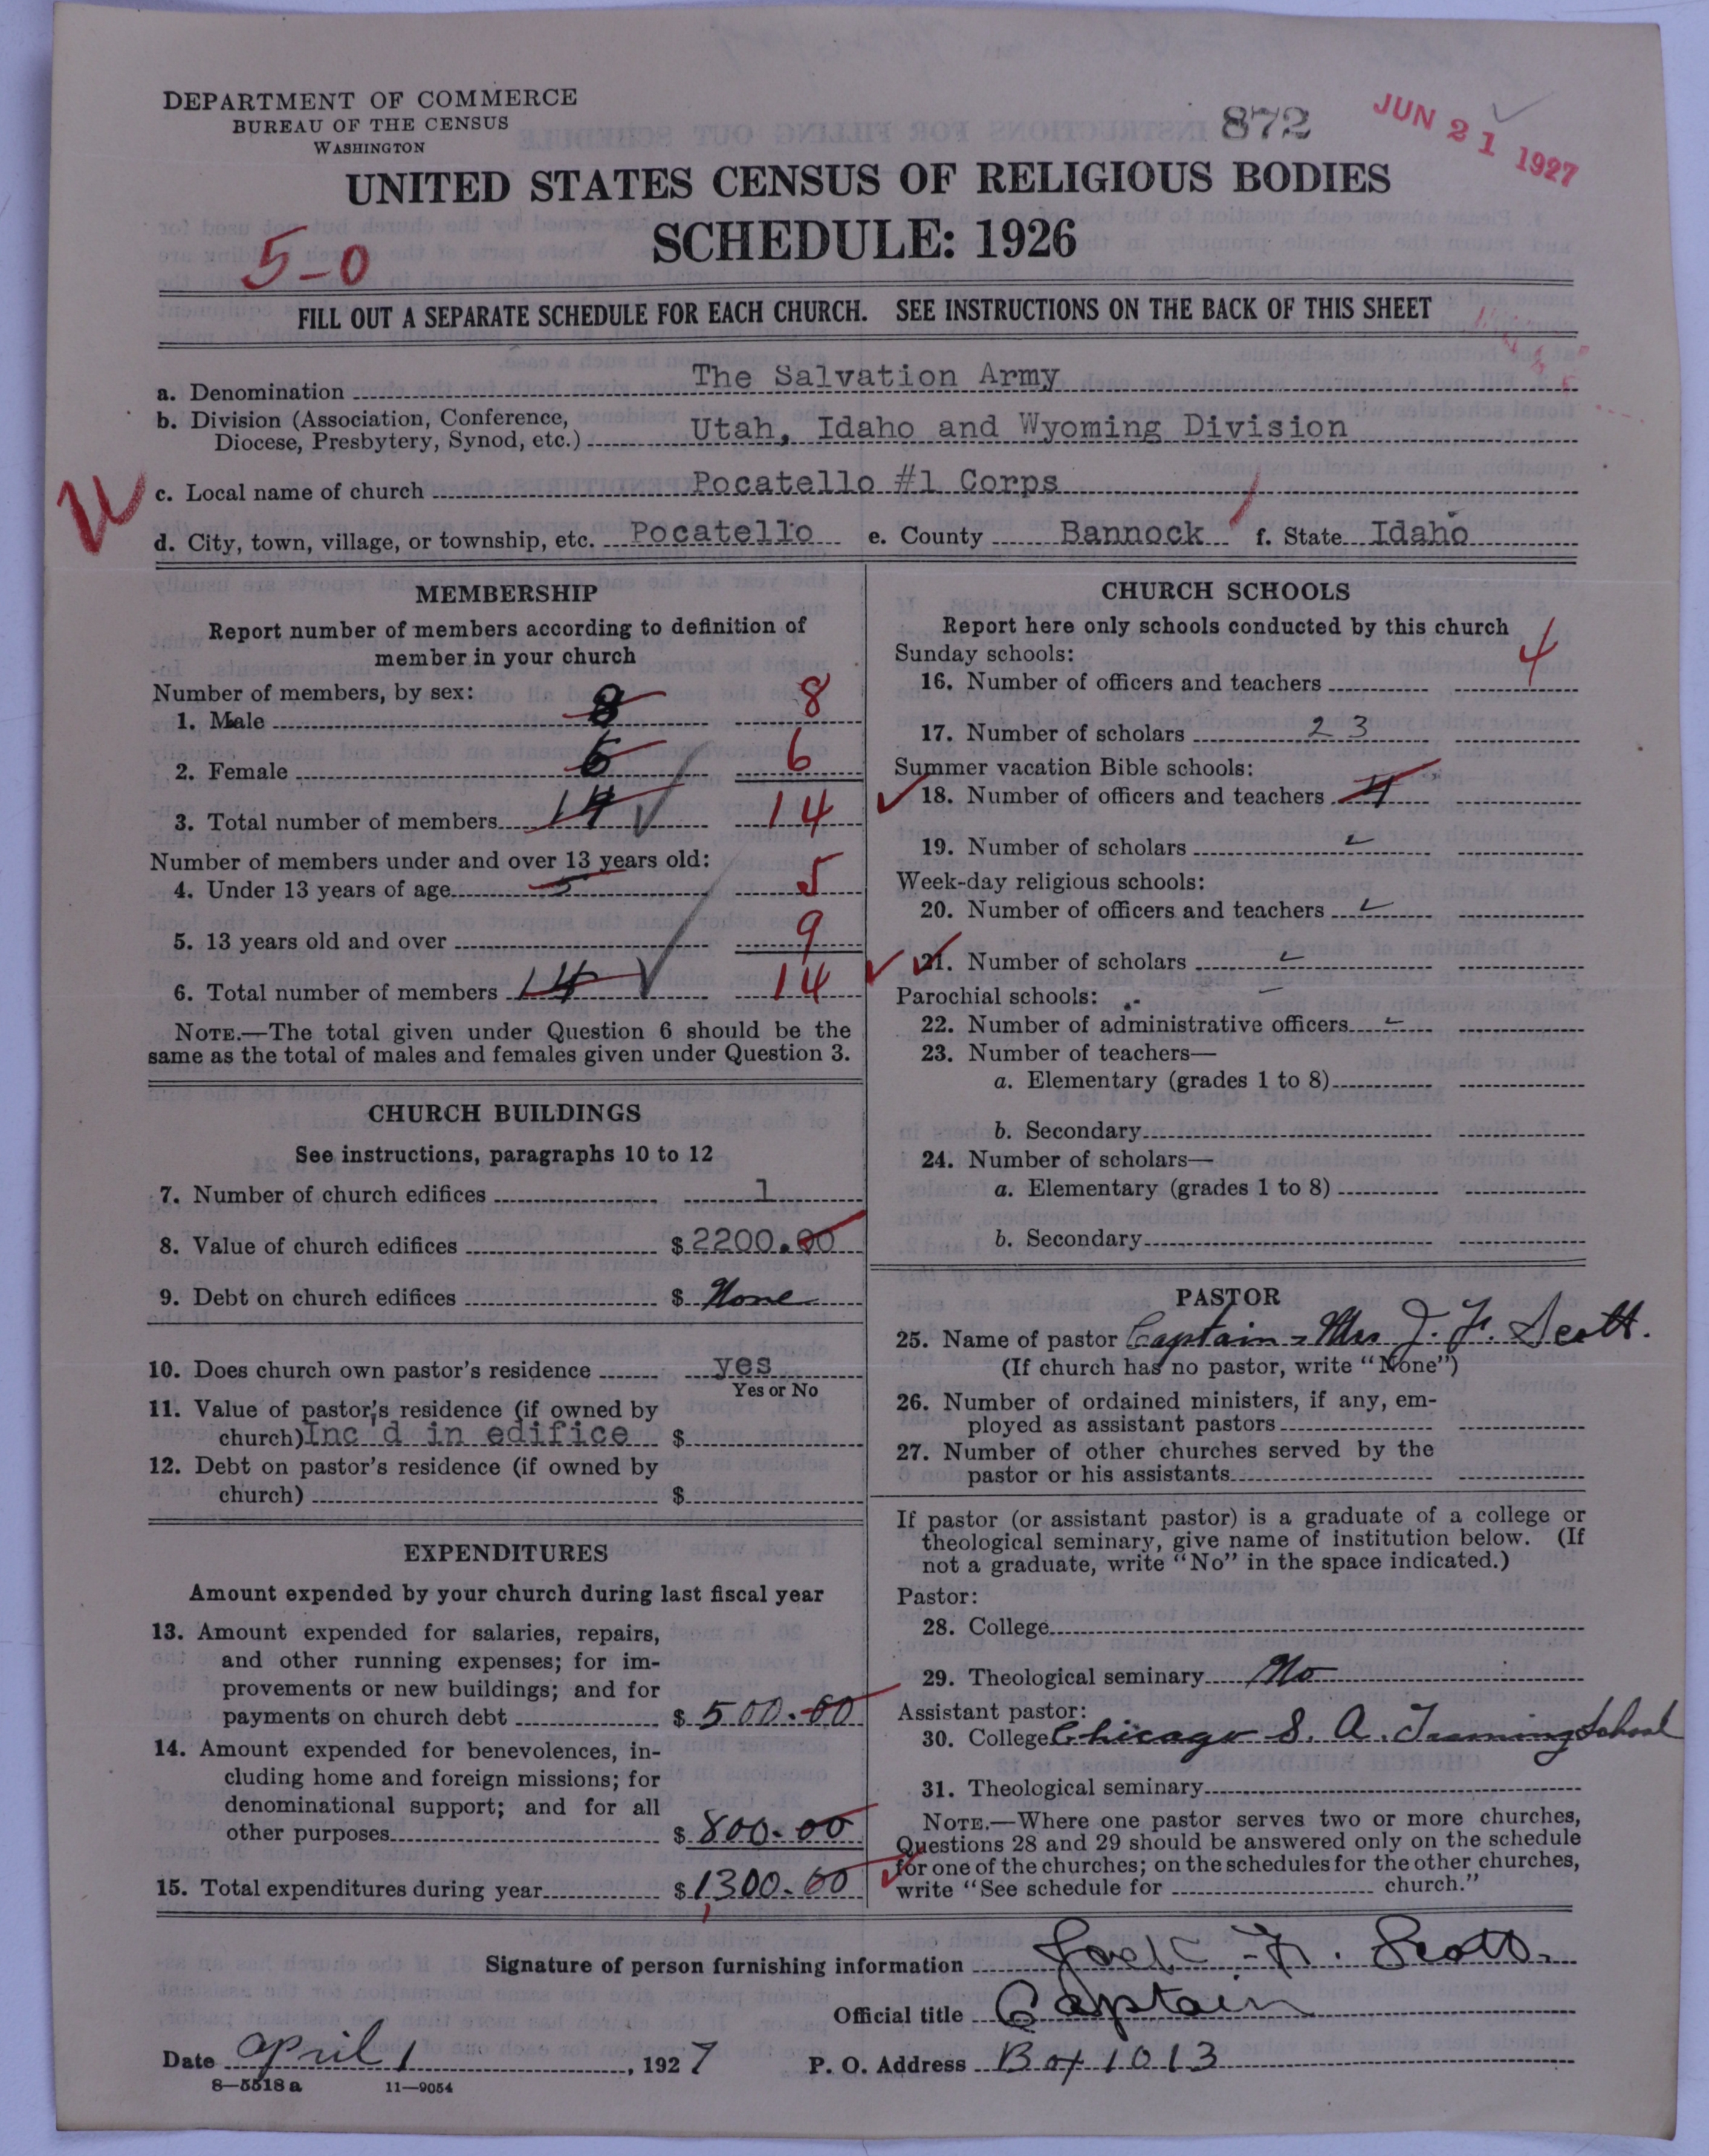 DEPARTMENT OF COMMERCE
BUREAU OF THE CENSUS
WASHINGTON
872
JUN 21 1927
UNITED STATES CENSUS OF RELIGIOUS BODIES
SCHEDULE: 1926
5-0
FILL OUT A SEPARATE SCHEDULE FOR EACH CHURCH. SEE INSTRUCTIONS ON THE BACK OF THIS SHEET
a. Denomination The Salvation Army
b. Division (Association, Conference,
Diocese, Presbytery, Synod, etc.) Utah, Idaho and Wyoming Division
c. Local name of church Pocatello #1 Corps
d. City, town, village, or township, etc. Pocatello e. County Bannock f. State Idaho
MEMBERSHIP
Report number of members according to definition of
member in your church
Number of members, by sex:
1. Male 8 8
2. Female 6 6
3. Total number of members 14 14
Number of members under and over 13 years old:
4. Under 13 years of age 5 5
5. 13 years old and over 9
6. Total number of members 14 14
NOTE.—The total given under Question 6 should be the
same as the total of males and females given under Question 3.
CHURCH BUILDINGS
See instructions, paragraphs 10 to 12
7. Number of church edifices 1
8. Value of church edifices $ 2200.00
9. Debt on church edifices $ None
10. Does church own pastor's residence yes
Yes or No
11. Value of pastor's residence (if owned by
church) Inc d in edifice $
12. Debt on pastor's residence (if owned by
church) $
EXPENDITURES
Amount expended by your church during last fiscal year
13. Amount expended for salaries, repairs,
and other running expenses; for im-
provements or new buildings; and for
payments on church debt $ 500.00
14. Amount expended for benevolences, in-
cluding home and foreign missions; for
denominational support; and for all
other purposes $ 800.00
15. Total expenditures during year $ 1300.00
CHURCH SCHOOLS
Report here only schools conducted by this church
Sunday schools:
16. Number of officers and teachers 4
17. Number of scholars 23
Summer vacation Bible schools:
18. Number of officers and teachers 4
19. Number of scholars
Week-day religious schools:
20. Number of officers and teachers
21. Number of scholars
Parochial schools:
22. Number of administrative officers
23. Number of teachers—
a. Elementary (grades 1 to 8)
b. Secondary
24. Number of scholars—
a. Elementary (grades 1 to 8)
b. Secondary
PASTOR
25. Name of pastor Captain - Mrs J. F. Scott.
(If church has no pastor, write "None")
26. Number of ordained ministers, if any, em-
ployed as assistant pastors
27. Number of other churches served by the
pastor or his assistants
If pastor (or assistant pastor) is a graduate of a college or
theological seminary, give name of institution below. (If
not a graduate, write "No" in the space indicated.)
Pastor:
28. College
29. Theological seminary No
Assistant pastor:
30. College Chicago S. A. Training School
31. Theological seminary
NOTE.—Where one pastor serves two or more churches,
Questions 28 and 29 should be answered only on the schedule
for one of the churches; on the schedules for the other churches,
write "See schedule for church."
Signature of person furnishing information Jack F. Scott.
Official title Captain
Date April 1, 1927 P. O. Address Box 1013
8—5518 a 11—9054